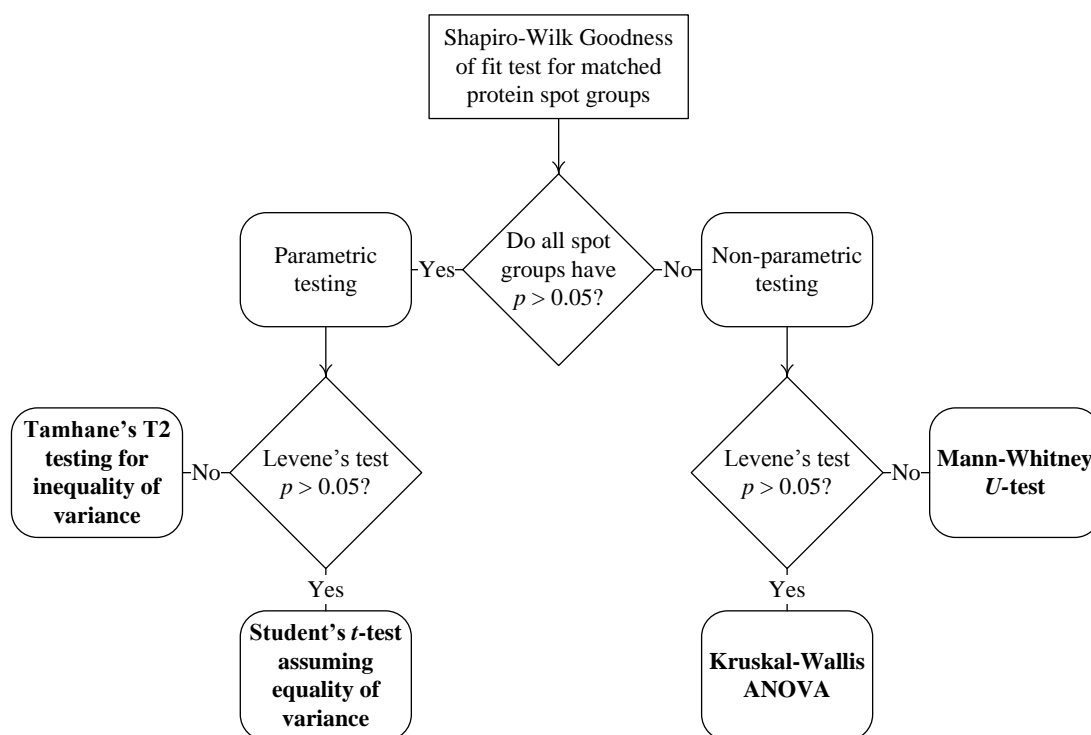 Shapiro-Wilk Goodness
of fit test for matched
protein spot groups
Do all spot
groups have
p > 0.05?
Yes
No
Parametric
testing
Non-parametric
testing
Levene's test
p > 0.05?
No
Tamhane's T2
testing for
inequality of
variance
Yes
Student's t-test
assuming
equality of
variance
Levene's test
p > 0.05?
No
Mann-Whitney
U-test
Yes
Kruskal-Wallis
ANOVA